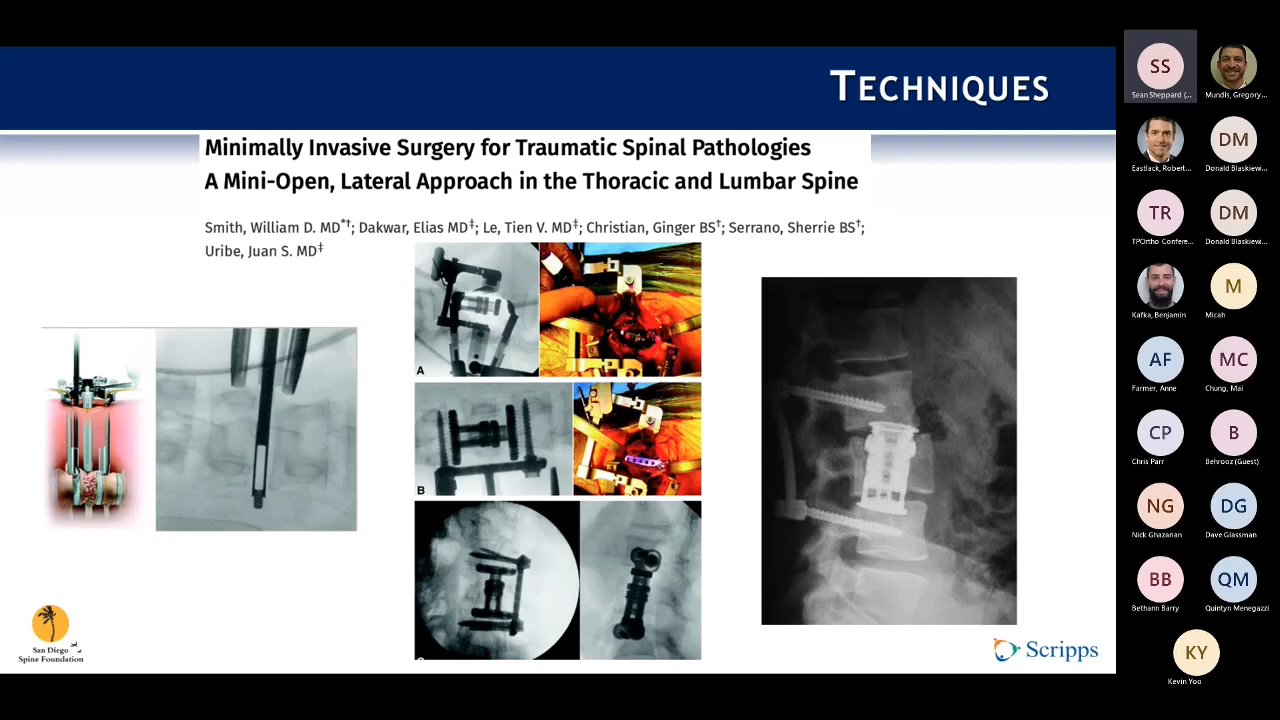 TECHNIQUES
Minimally Invasive Surgery for Traumatic Spinal Pathologies
A Mini-Open, Lateral Approach in the Thoracic and Lumbar Spine
Smith, William D. MD*†; Dakwar, Elias MD‡; Le, Tien V. MD‡; Christian, Ginger BS†; Serrano, Sherrie BS†;
Uribe, Juan S. MD‡
A
B
San Diego
Spine Foundation
Scripps
SS
Sean Sheppard (...
Mundis, Gregory...
Eastlack, Robert...
DM
Donald Blaskiew...
TR
TPOrtho Confere...
DM
Donald Blaskiew...
Kafka, Benjamin
M
Micah
AF
Farmer, Anne
MC
Chung, Mai
CP
Chris Parr
B
Behrooz (Guest)
NG
Nick Ghazarian
DG
Dave Glassman
BB
Bethann Barry
QM
Quintyn Menegazzi
KY
Kevin Yoo